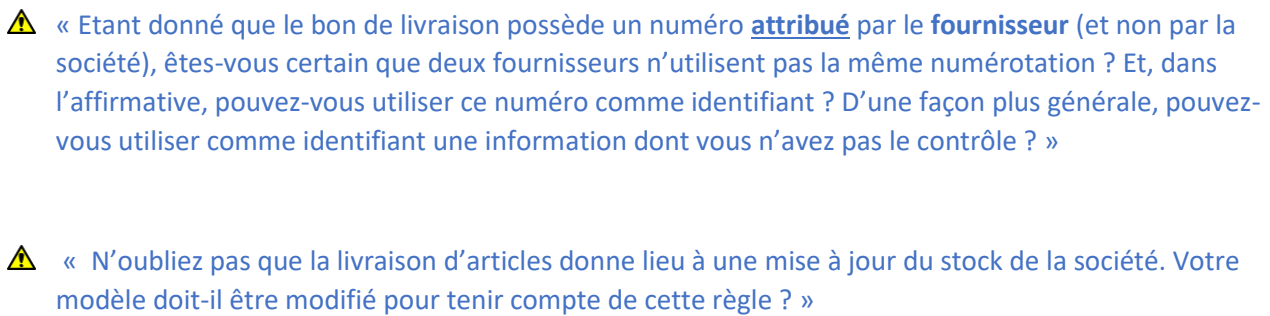 « Etant donné que le bon de livraison possède un numéro attribué par le fournisseur (et non par la
société), êtes-vous certain que deux fournisseurs n’utilisent pas la même numérotation ? Et, dans
l’affirmative, pouvez-vous utiliser ce numéro comme identifiant ? D’une façon plus générale, pouvez-
vous utiliser comme identifiant une information dont vous n’avez pas le contrôle ? »
« N’oubliez pas que la livraison d’articles donne lieu à une mise à jour du stock de la société. Votre
modèle doit-il être modifié pour tenir compte de cette règle ? »